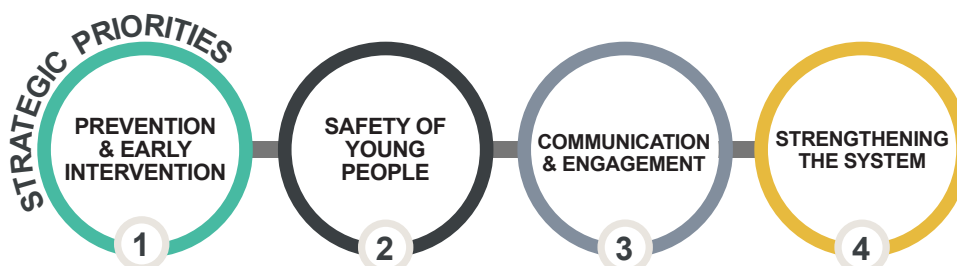 STRATEGIC PRIORITIES
PREVENTION
& EARLY
INTERVENTION
1
SAFETY OF
YOUNG
PEOPLE
2
COMMUNICATION
& ENGAGEMENT
3
STRENGTHENING
THE SYSTEM
4